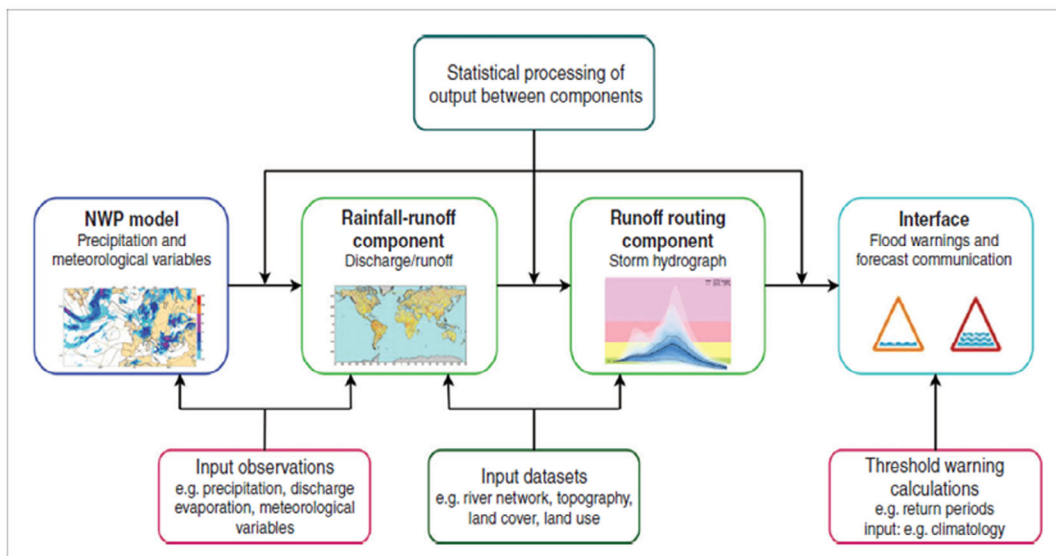 Statistical processing of
output between components
NWP model
Precipitation and
meteorological variables
Rainfall-runoff
component
Discharge/runoff
Runoff routing
component
Storm hydrograph
Interface
Flood warnings and
forecast communication
Input observations
e.g. precipitation, discharge
evaporation, meteorological
variables
Input datasets
e.g. river network, topography,
land cover, land use
Threshold warning
calculations
e.g. return periods
input: e.g. climatology